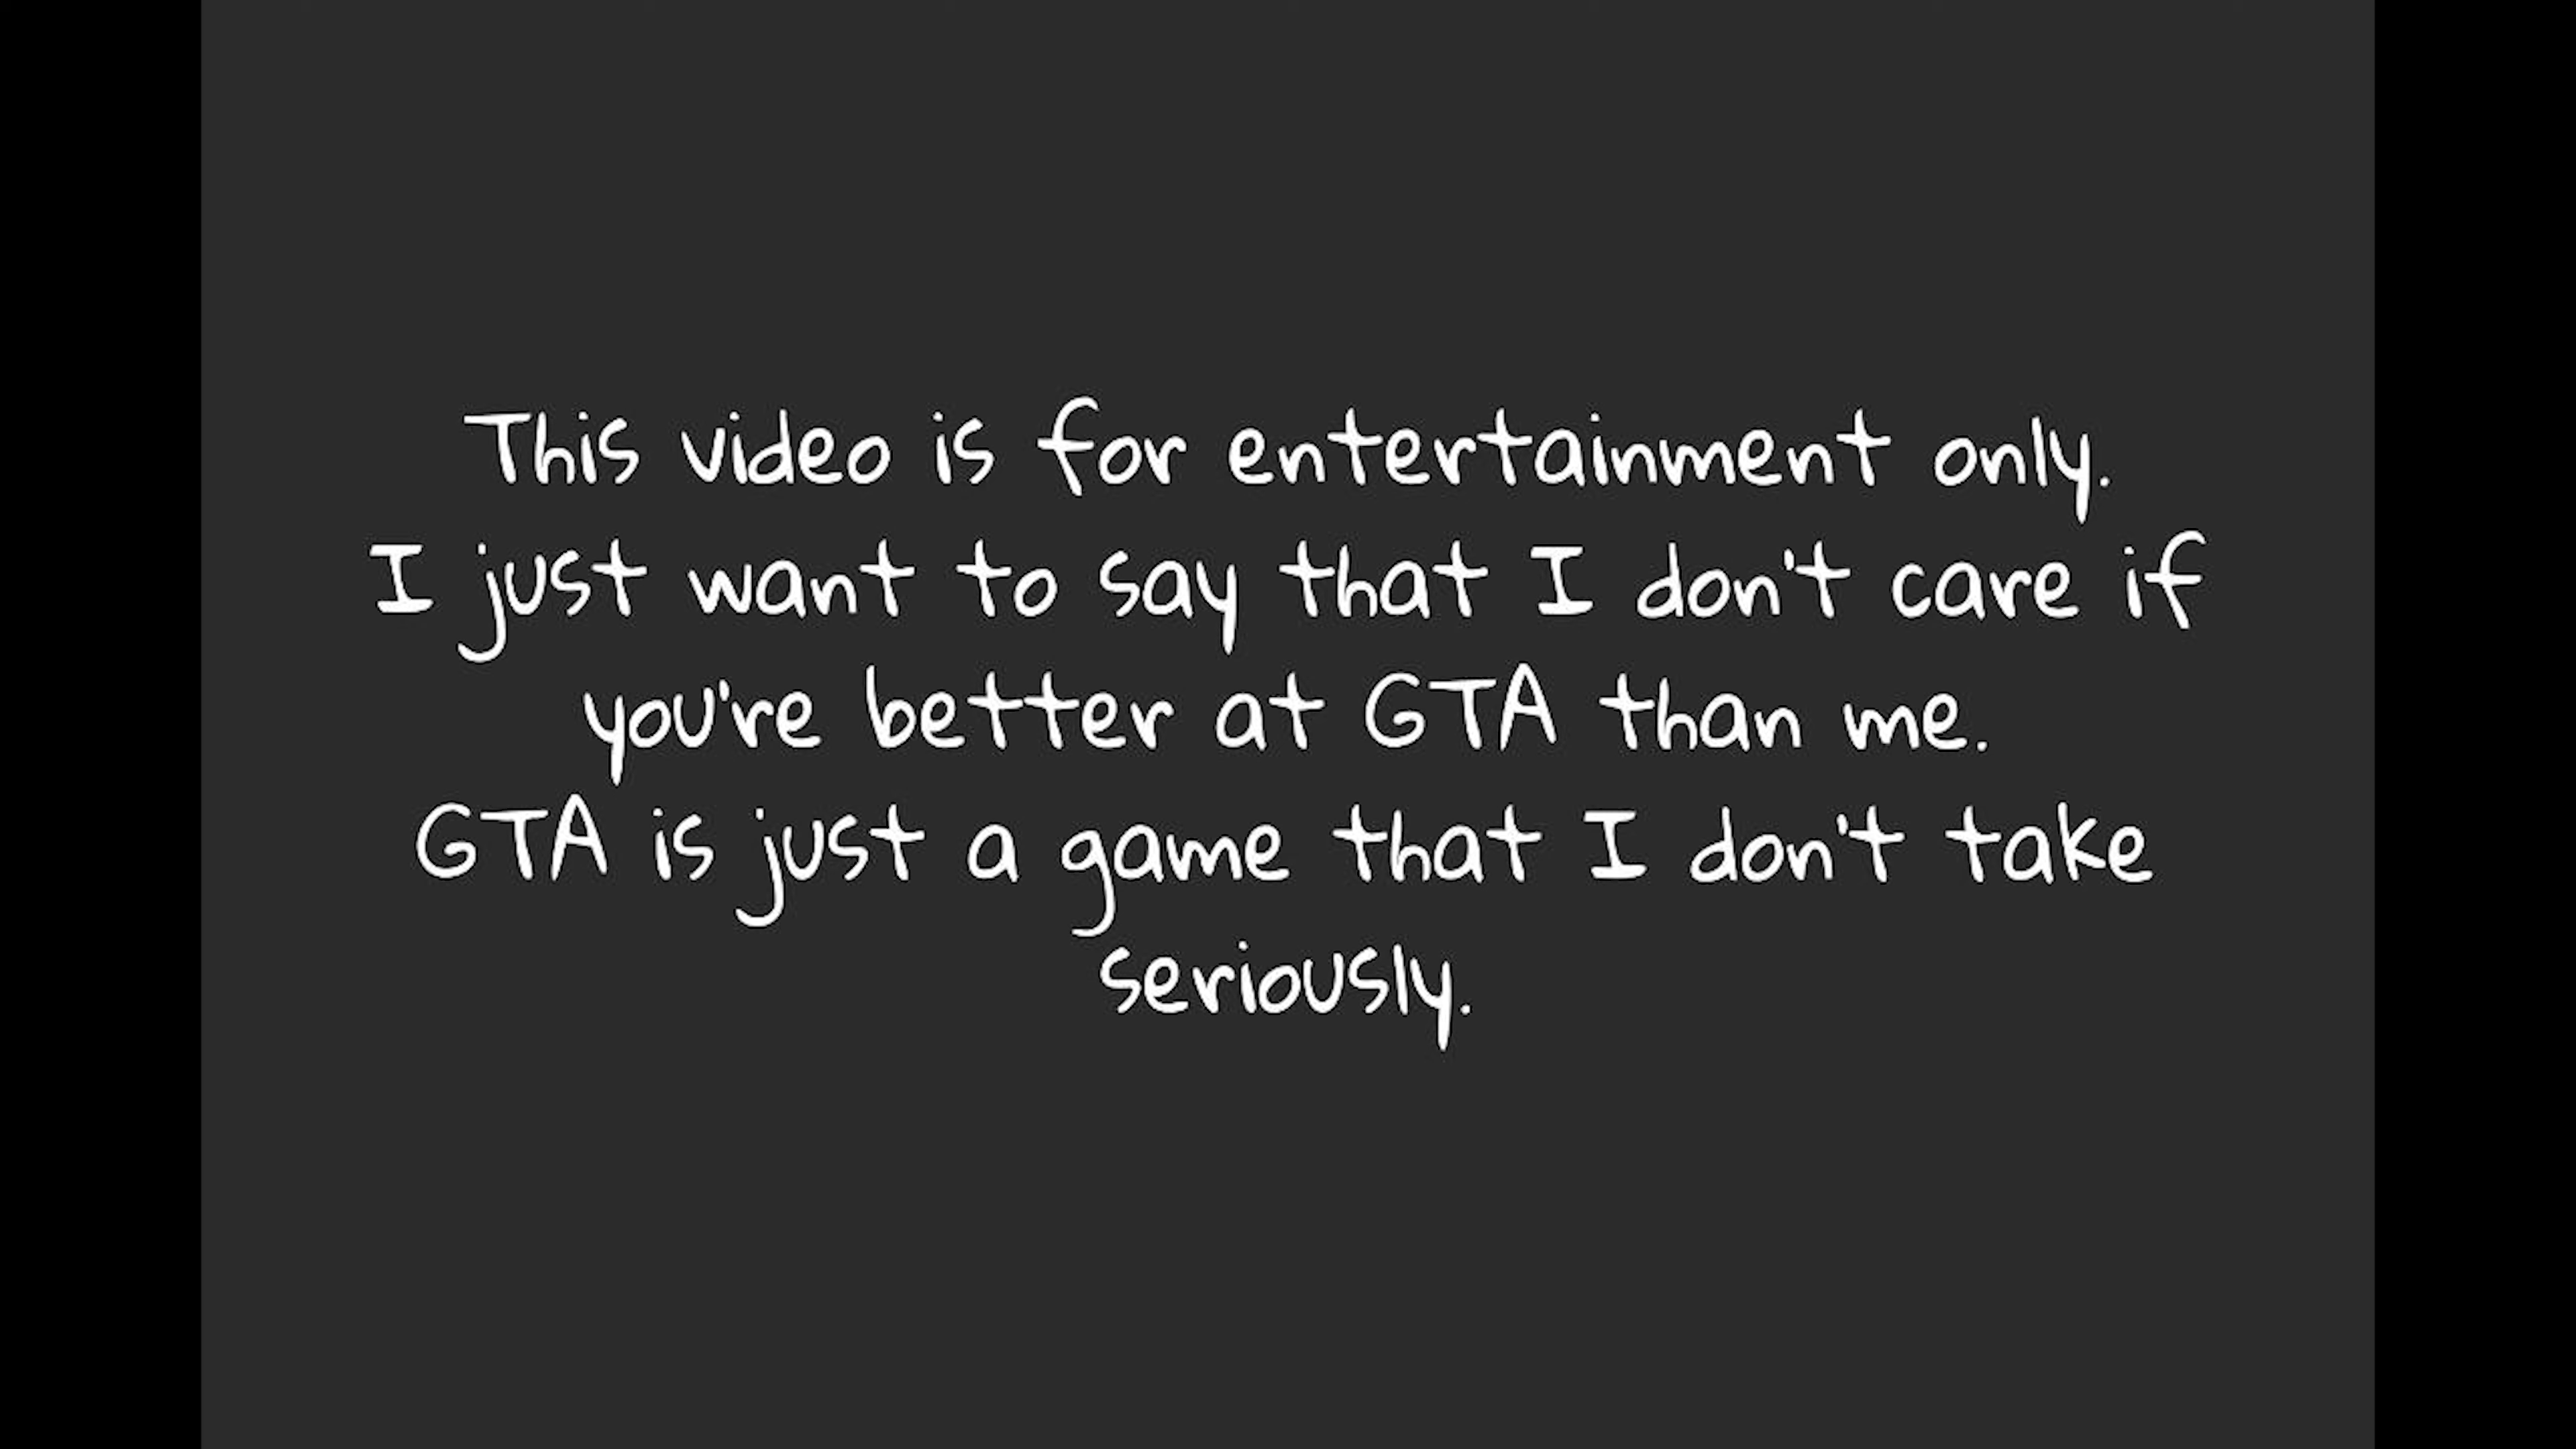 This video is for entertainment only.
I just want to say that I don't care if
you're better at GTA than me.
GTA is just a game that I don't take
seriously.